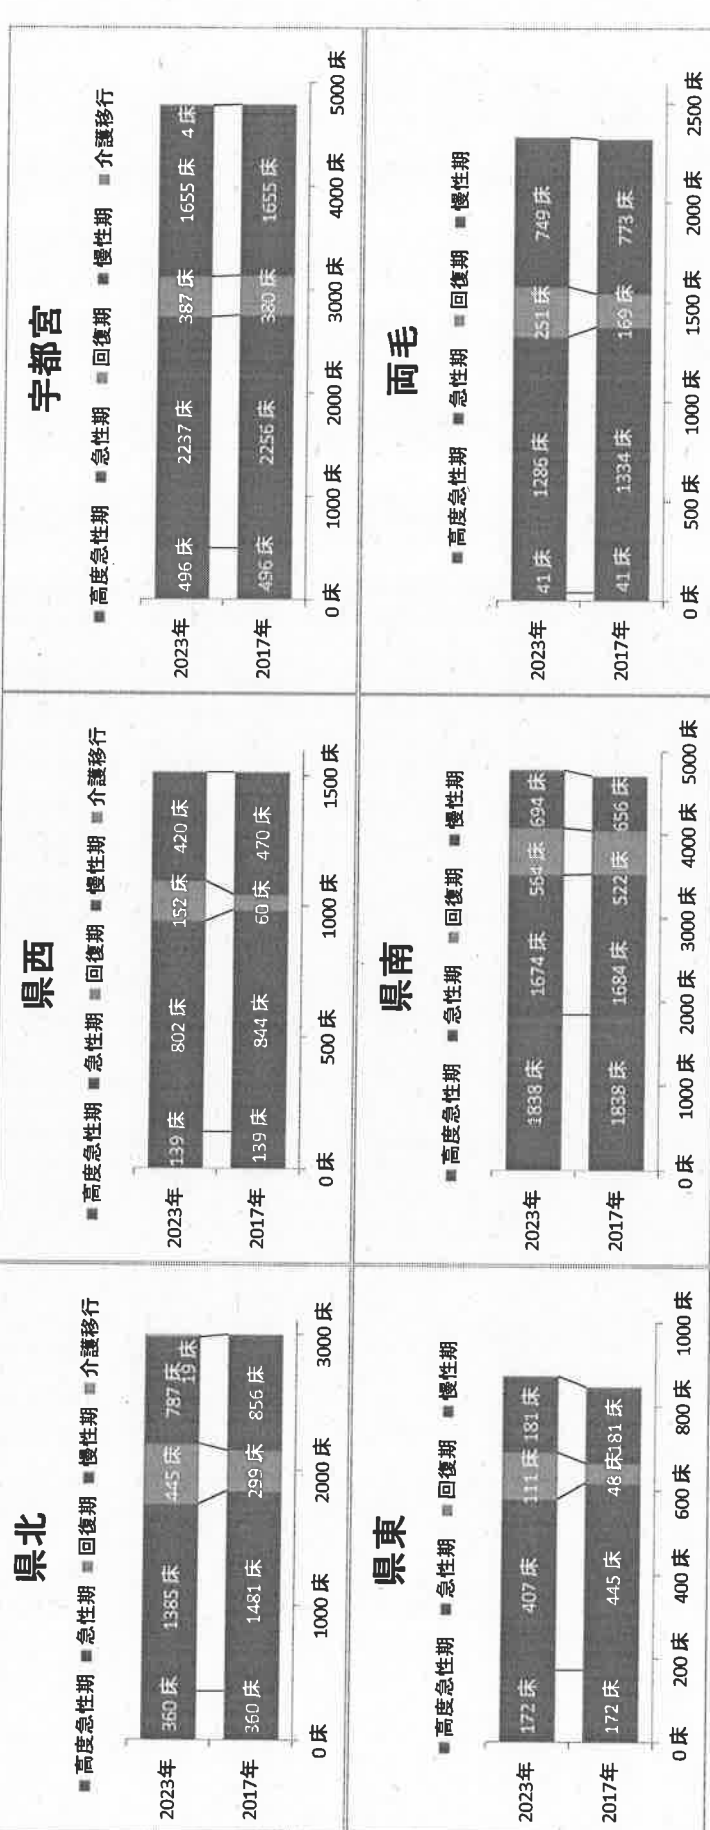 県北
■高度急性期 ■急性期 ■回復期 ■慢性期 ■介護移行
2023年 360床 1385床 445床 787床 19床
2017年 360床 1481床 299床 856床
0床 1000床 2000床 3000床
県西
■高度急性期 ■急性期 ■回復期 ■慢性期 ■介護移行
2023年 139床 802床 152床 420床
2017年 139床 844床 60床 470床
0床 500床 1000床 1500床
宇都宮
■高度急性期 ■急性期 ■回復期 ■慢性期 ■介護移行
2023年 496床 2237床 387床 1655床 4床
2017年 496床 2256床 380床 1655床
0床 1000床 2000床 3000床 4000床 5000床
県東
■高度急性期 ■急性期 ■回復期 ■慢性期
2023年 172床 407床 111床 181床
2017年 172床 445床 48床 181床
0床 200床 400床 600床 800床 1000床
県南
■高度急性期 ■急性期 ■回復期 ■慢性期
2023年 1838床 1674床 564床 694床
2017年 1838床 1684床 522床 656床
0床 1000床 2000床 3000床 4000床 5000床
両毛
■高度急性期 ■急性期 ■回復期 ■慢性期
2023年 41床 1286床 251床 749床
2017年 41床 1334床 169床 773床
0床 500床 1000床 1500床 2000床 2500床